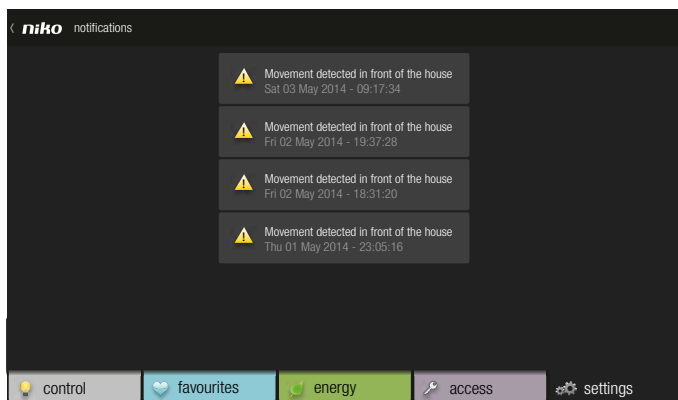 niko notifications
Movement detected in front of the house
Sat 03 May 2014 - 09:17:34
Movement detected in front of the house
Fri 02 May 2014 - 19:37:28
Movement detected in front of the house
Fri 02 May 2014 - 18:31:20
Movement detected in front of the house
Thu 01 May 2014 - 23:05:16
control favourites energy access settings